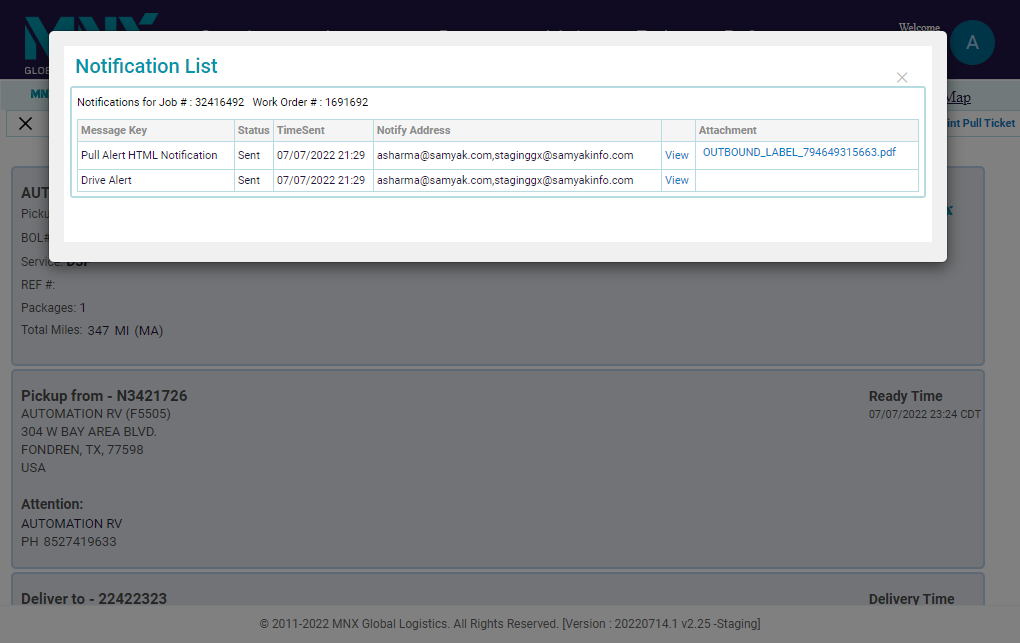 MNX
GLOB
Welcome
A
MN
Map
int Pull Ticket
Notification List
Notifications for Job # : 32416492 Work Order # : 1691692
Message Key Status TimeSent Notify Address Attachment
Pull Alert HTML Notification Sent 07/07/2022 21:29 asharma@samyak.com,staginggx@samyakinfo.com View OUTBOUND_LABEL_794649315663.pdf
Drive Alert Sent 07/07/2022 21:29 asharma@samyak.com,staginggx@samyakinfo.com View
AUT
Picku
BOL#
Service: DSP
REF #:
Packages: 1
Total Miles: 347 MI (MA)
Pickup from - N3421726
AUTOMATION RV (F5505)
304 W BAY AREA BLVD.
FONDREN, TX, 77598
USA
Ready Time
07/07/2022 23:24 CDT
Attention:
AUTOMATION RV
PH 8527419633
Deliver to - 22422323
Delivery Time
© 2011-2022 MNX Global Logistics. All Rights Reserved. [Version : 20220714.1 v2.25 -Staging]